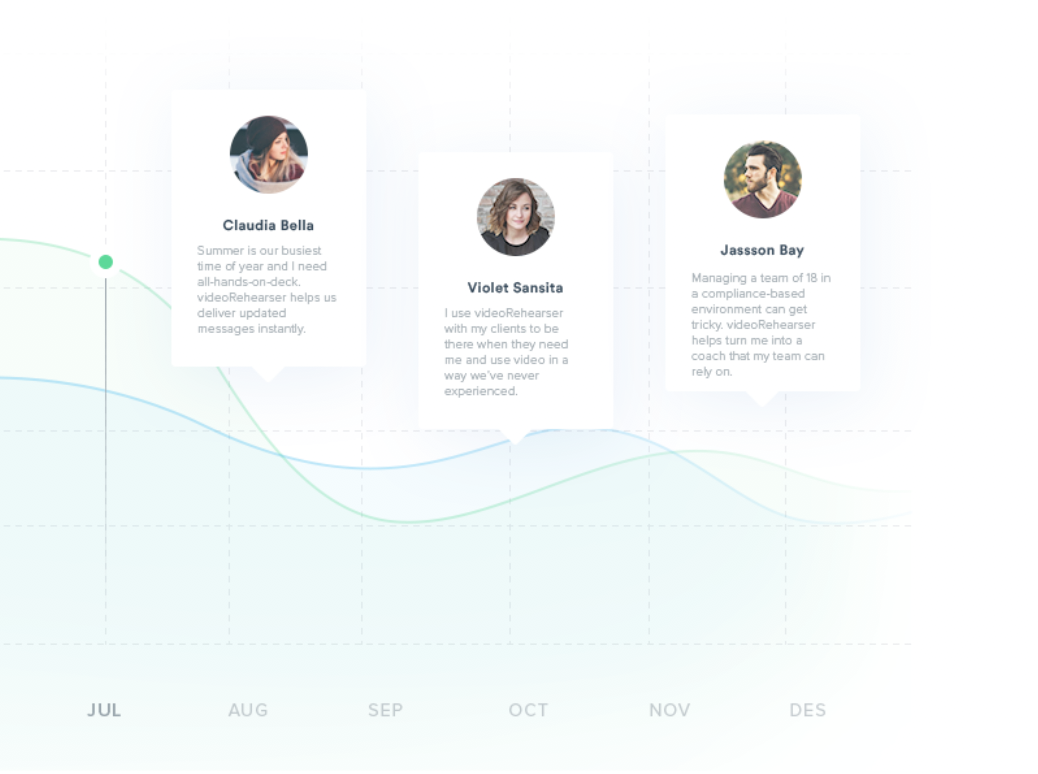 Claudia Bella
Summer is our busiest
time of year and I need
all-hands-on-deck.
videoRehearser helps us
deliver updated
messages instantly.
Violet Sansita
I use videoRehearser
with my clients to be
there when they need
me and use video in a
way we've never
experienced.
Jassson Bay
Managing a team of 18 in
a compliance-based
environment can get
tricky. videoRehearser
helps turn me into a
coach that my team can
rely on.
JUL
AUG
SEP
OCT
NOV
DES